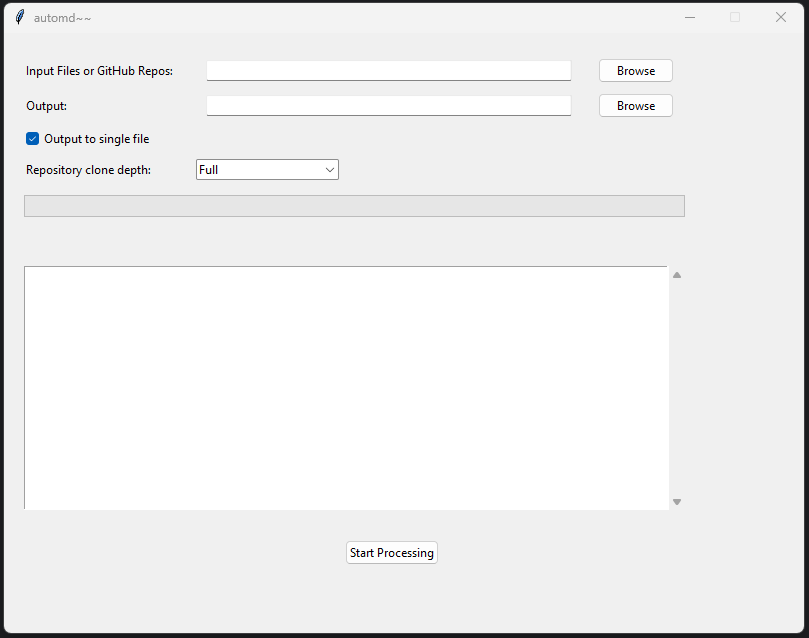 automd~~
Input Files or GitHub Repos:
Browse
Output:
Browse
Output to single file
Repository clone depth:
Full
Start Processing